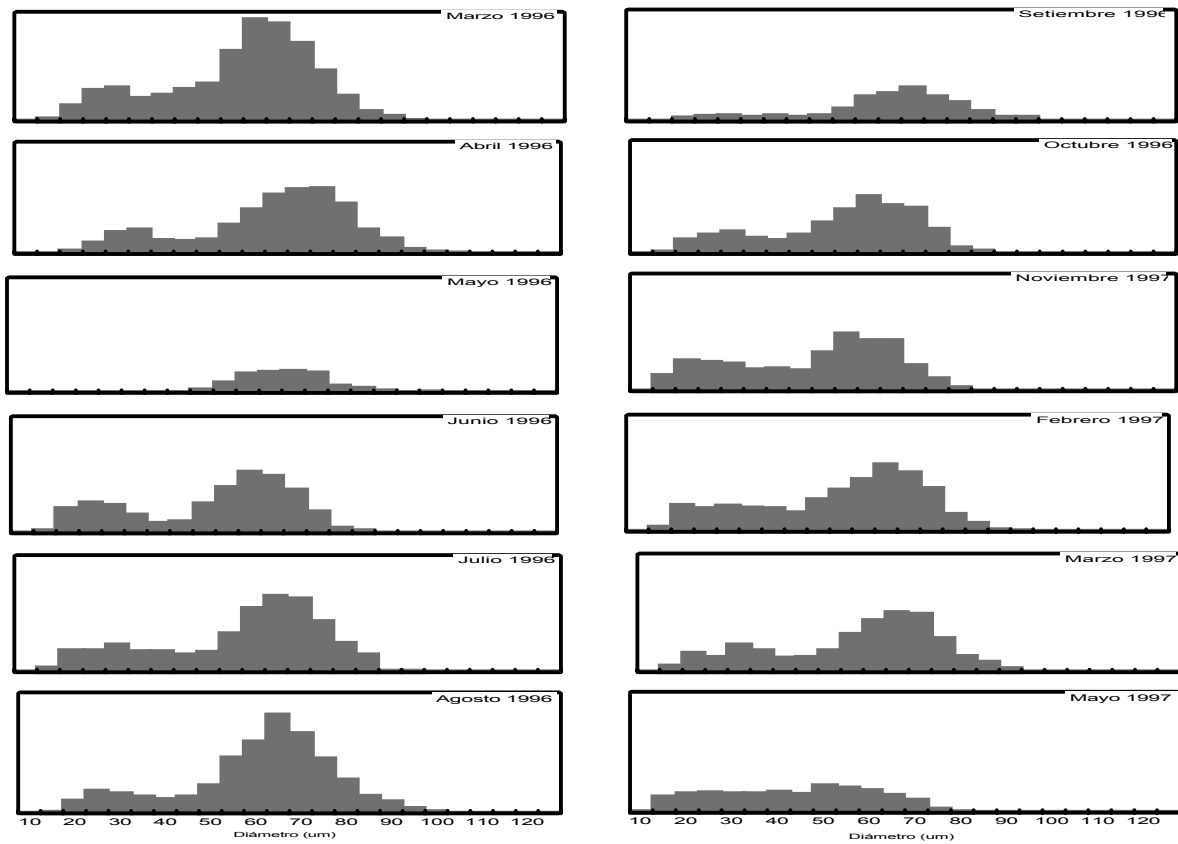 Marzo 1996
Abril 1996
Mayo 1996
Junio 1996
Julio 1996
Agosto 1996
10 20 30 40 50 60 70 80 90 100 110 120
Diámetro (um)
Setiembre 1996
Octubre 1996
Noviembre 1997
Febrero 1997
Marzo 1997
Mayo 1997
10 20 30 40 50 60 70 80 90 100 110 120
Diámetro (um)